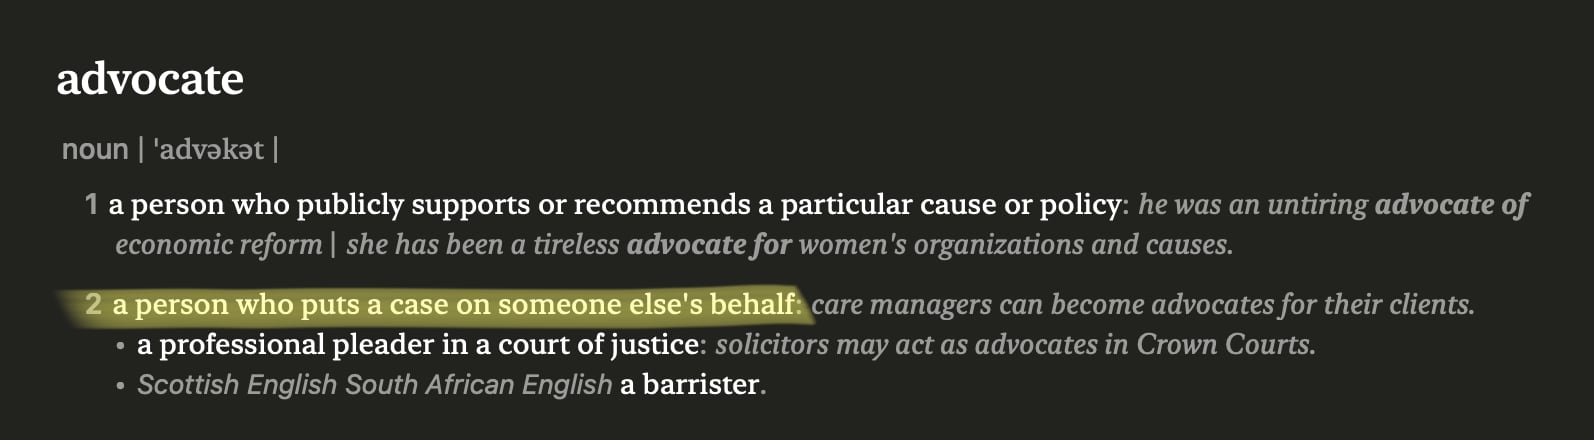 advocate
noun | ˈadvəkət |
1 a person who publicly supports or recommends a particular cause or policy: he was an untiring advocate of
economic reform | she has been a tireless advocate for women's organizations and causes.
2 a person who puts a case on someone else's behalf: care managers can become advocates for their clients.
• a professional pleader in a court of justice: solicitors may act as advocates in Crown Courts.
• Scottish English South African English a barrister.